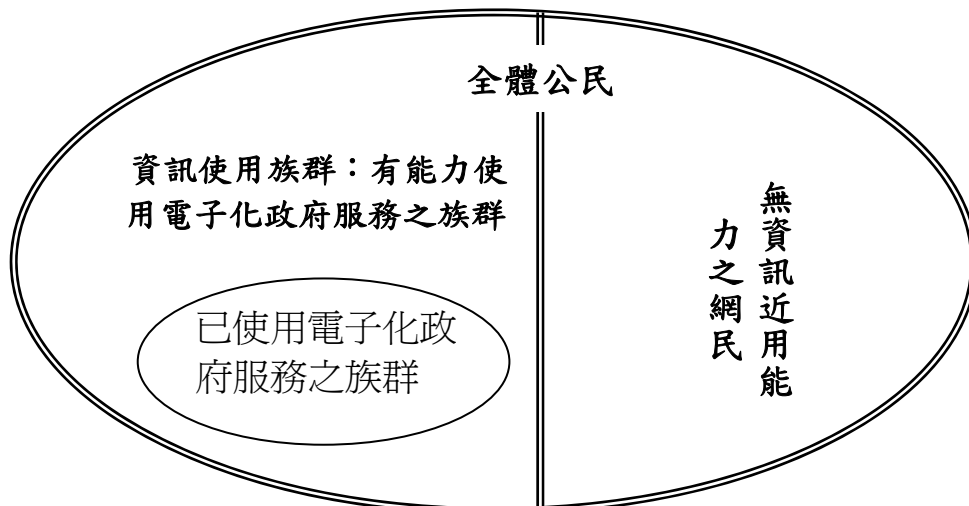 全體公民
資訊使用族群：有能力使
用電子化政府服務之族群
無資訊近用能
力之網民
已使用電子化政
府服務之族群